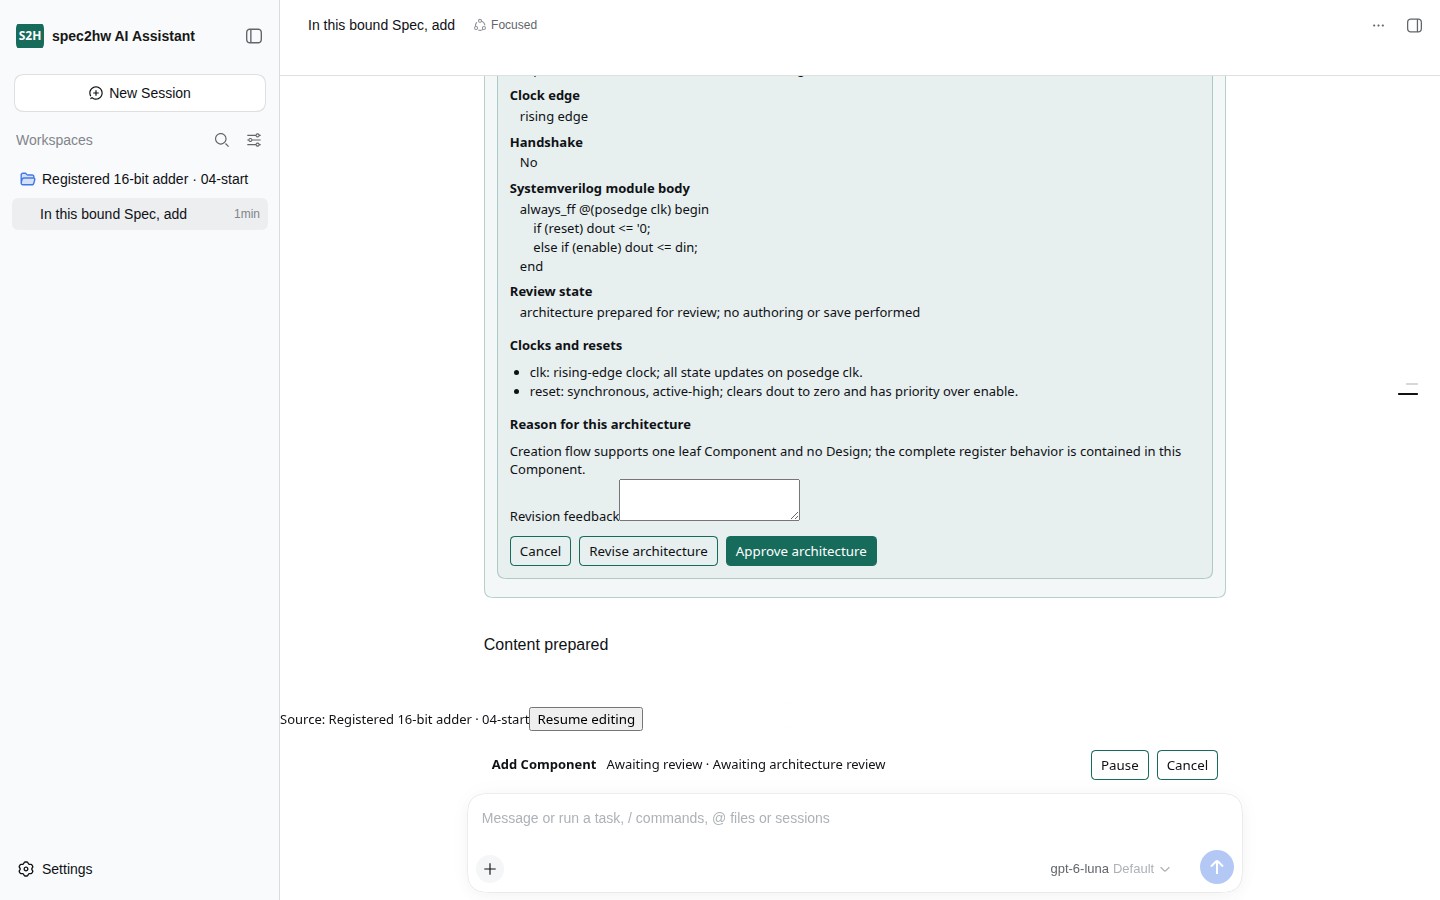 S2H spec2hw AI Assistant
New Session
Workspaces
Registered 16-bit adder · 04-start
In this bound Spec, add 1min
Settings
In this bound Spec, add Focused
Clock edge
rising edge
Handshake
No
Systemverilog module body
always_ff @(posedge clk) begin
if (reset) dout <= '0;
else if (enable) dout <= din;
end
Review state
architecture prepared for review; no authoring or save performed
Clocks and resets
• clk: rising-edge clock; all state updates on posedge clk.
• reset: synchronous, active-high; clears dout to zero and has priority over enable.
Reason for this architecture
Creation flow supports one leaf Component and no Design; the complete register behavior is contained in this
Component.
Revision feedback
Cancel Revise architecture Approve architecture
Content prepared
Source: Registered 16-bit adder · 04-start Resume editing
Add Component Awaiting review · Awaiting architecture review Pause Cancel
Message or run a task, / commands, @ files or sessions
gpt-6-luna Default